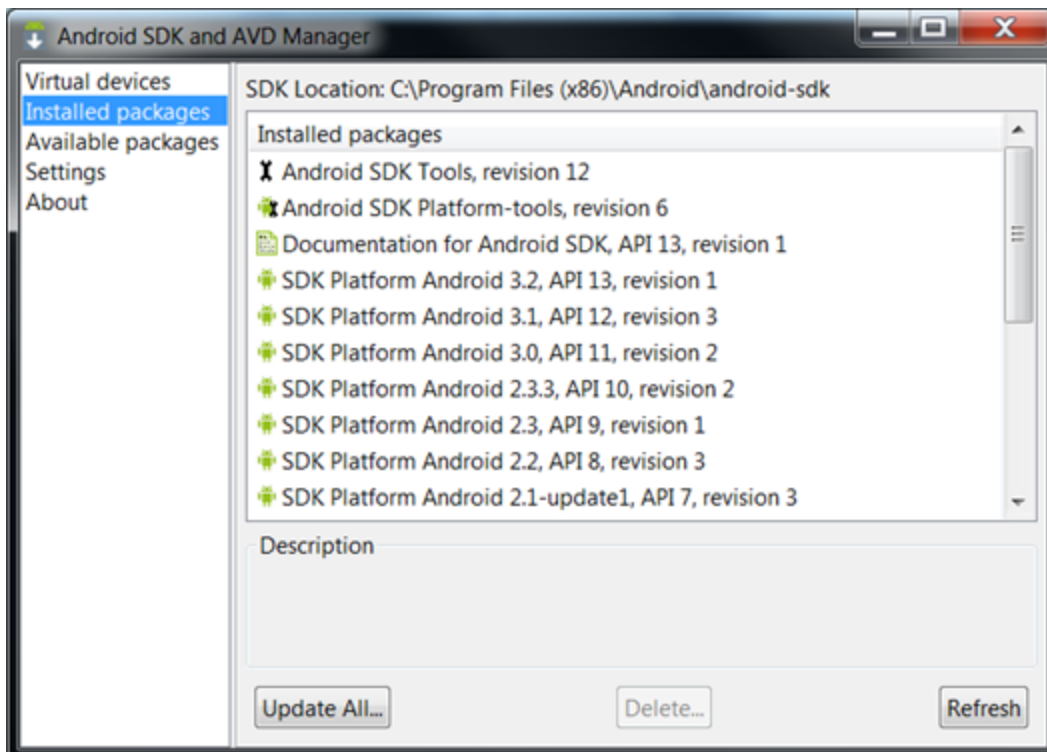 Android SDK and AVD Manager
Virtual devices
Installed packages
Available packages
Settings
About
SDK Location: C:\Program Files (x86)\Android\android-sdk
Installed packages
Android SDK Tools, revision 12
Android SDK Platform-tools, revision 6
Documentation for Android SDK, API 13, revision 1
SDK Platform Android 3.2, API 13, revision 1
SDK Platform Android 3.1, API 12, revision 3
SDK Platform Android 3.0, API 11, revision 2
SDK Platform Android 2.3.3, API 10, revision 2
SDK Platform Android 2.3, API 9, revision 1
SDK Platform Android 2.2, API 8, revision 3
SDK Platform Android 2.1-update1, API 7, revision 3
Description
Update All...
Delete...
Refresh